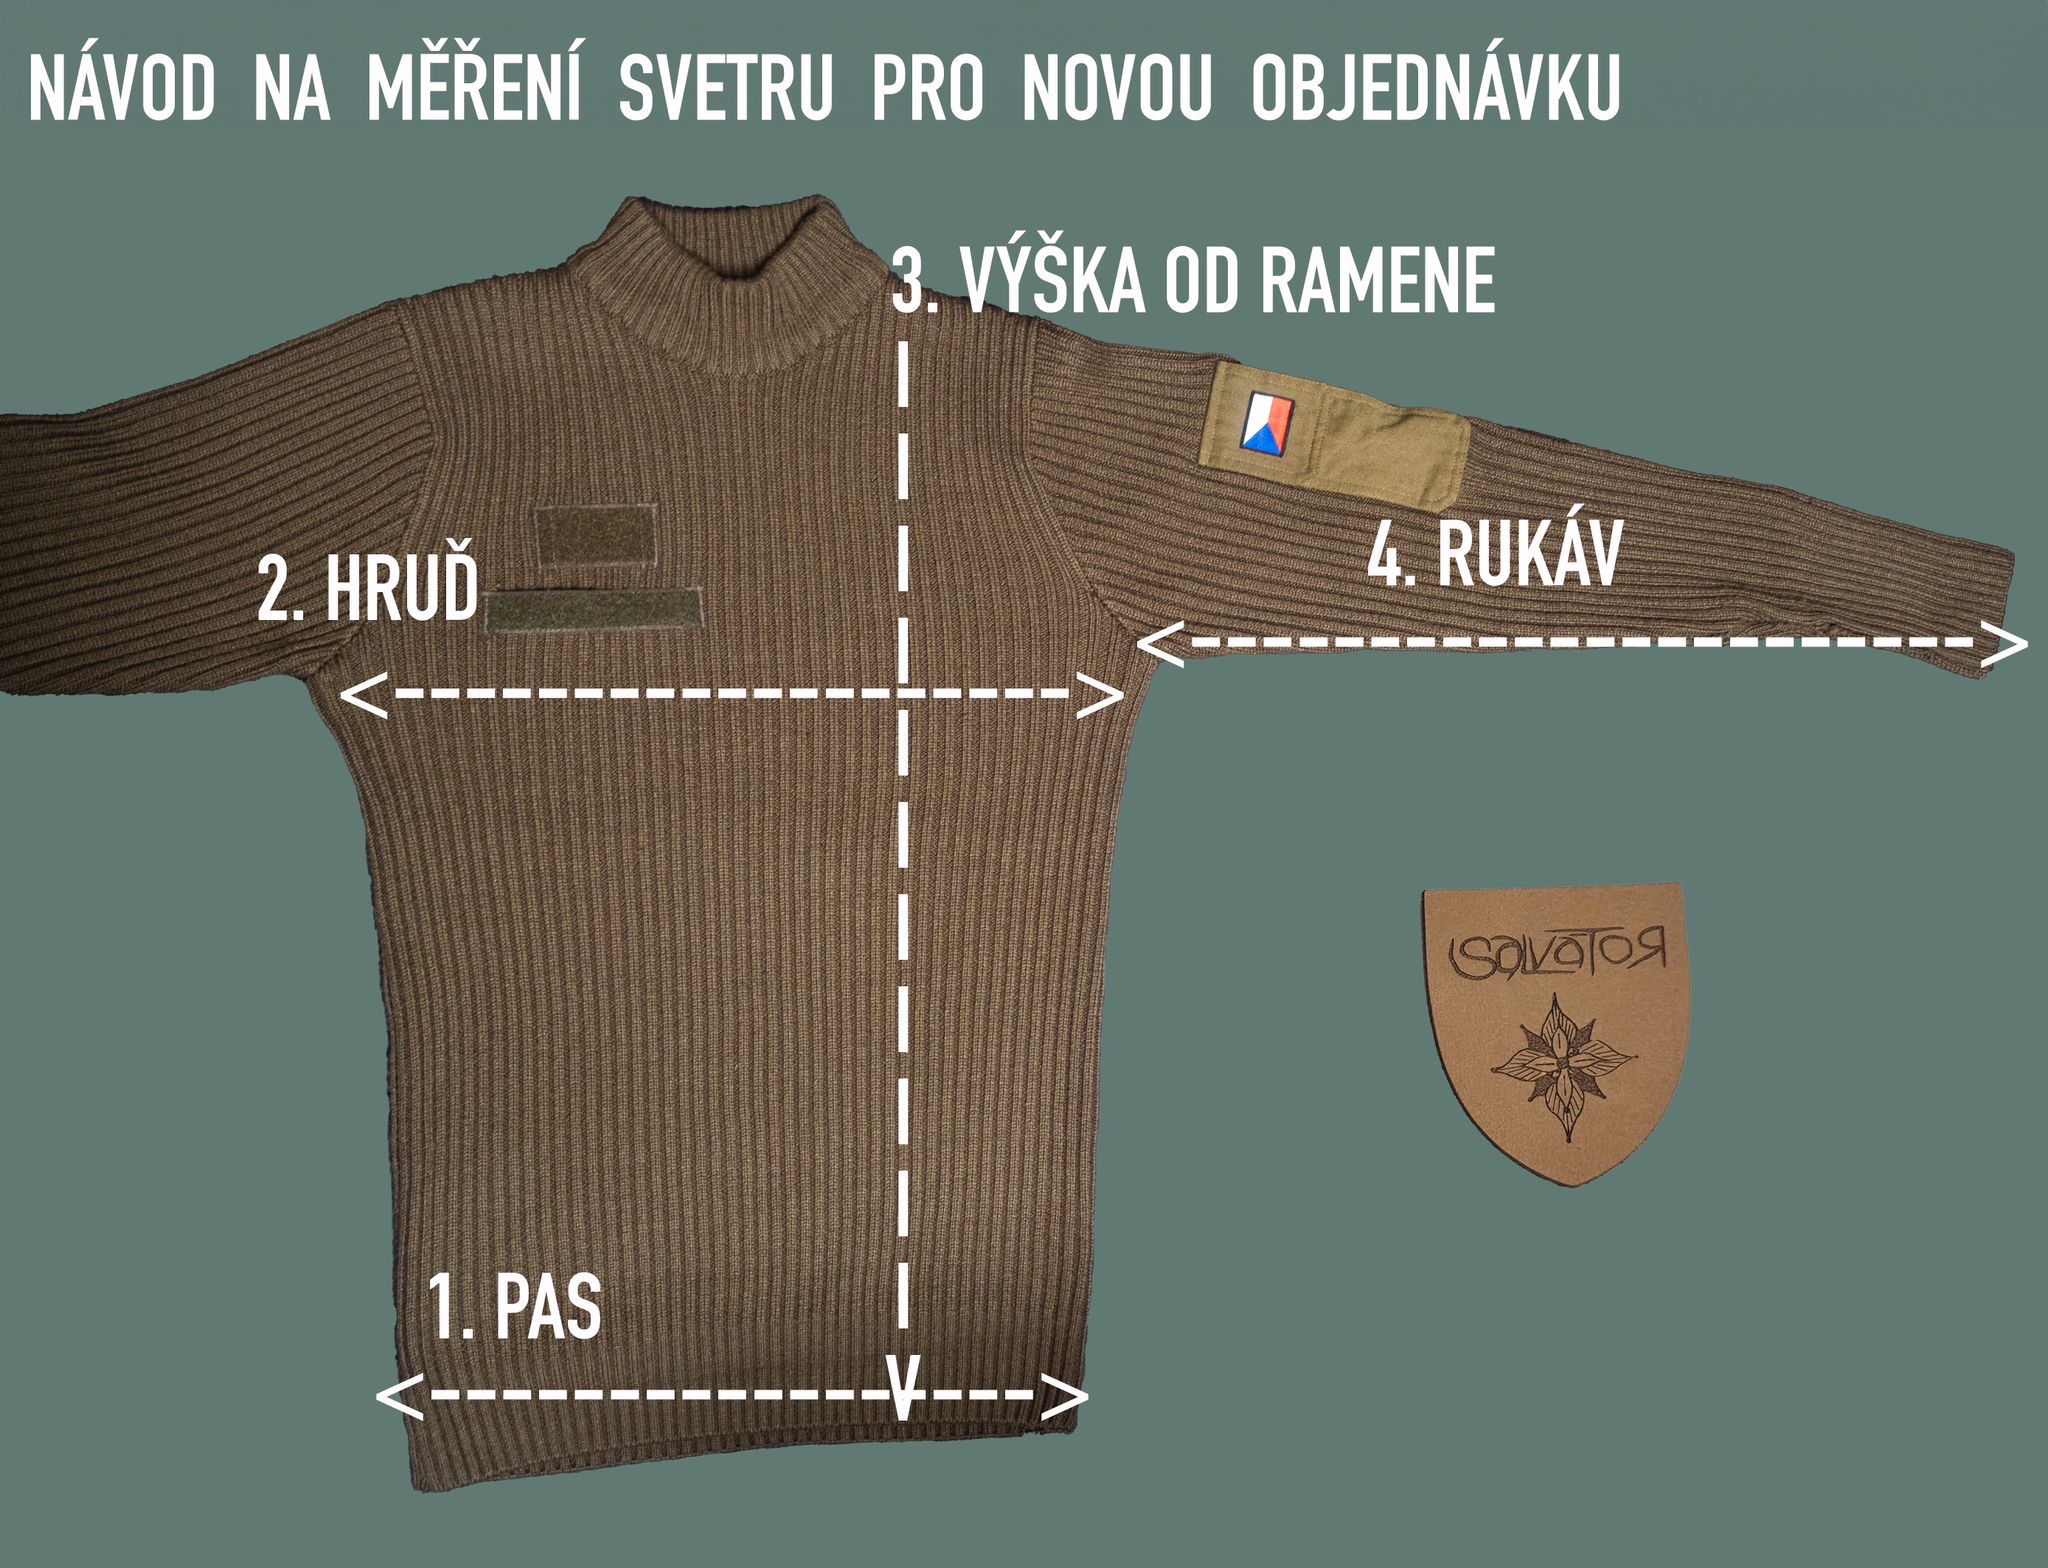 NÁVOD NA MĚŘENÍ SVETRU PRO NOVOU OBJEDNÁVKU
3. VÝŠKA OD RAMENE
4. RUKÁV
2. HRUĎ
SALVATOR
1. PAS